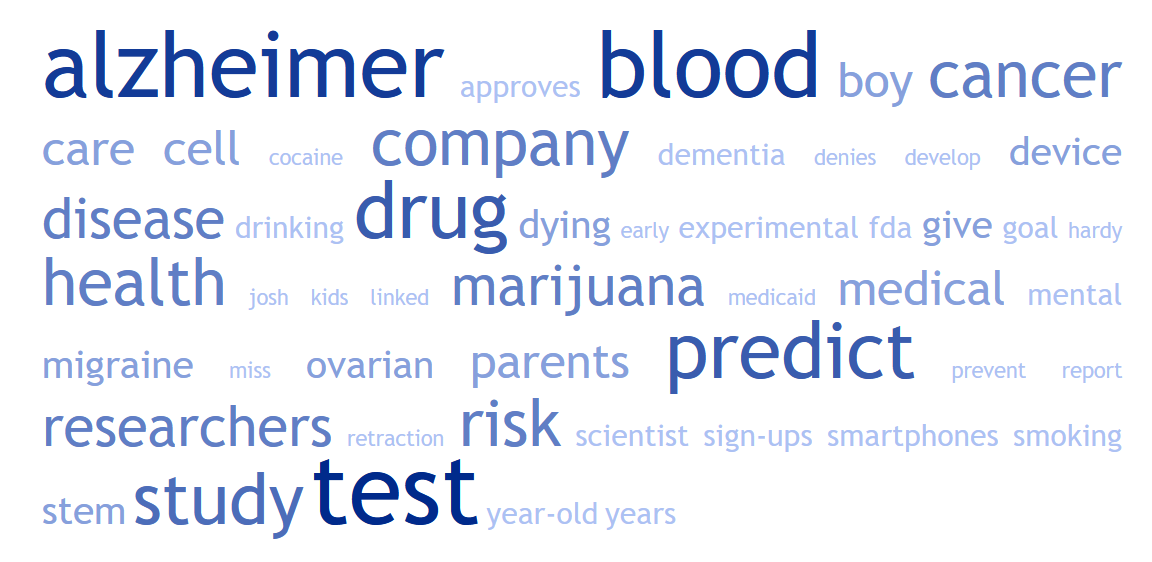 alzheimer approves blood boy cancer
care cell cocaine company dementia denies develop device
disease drinking drug dying early experimental fda give goal hardy
health josh kids linked marijuana medicaid medical mental
migraine miss ovarian parents predict prevent report
researchers retraction risk scientist sign-ups smartphones smoking
stem study test year-old years